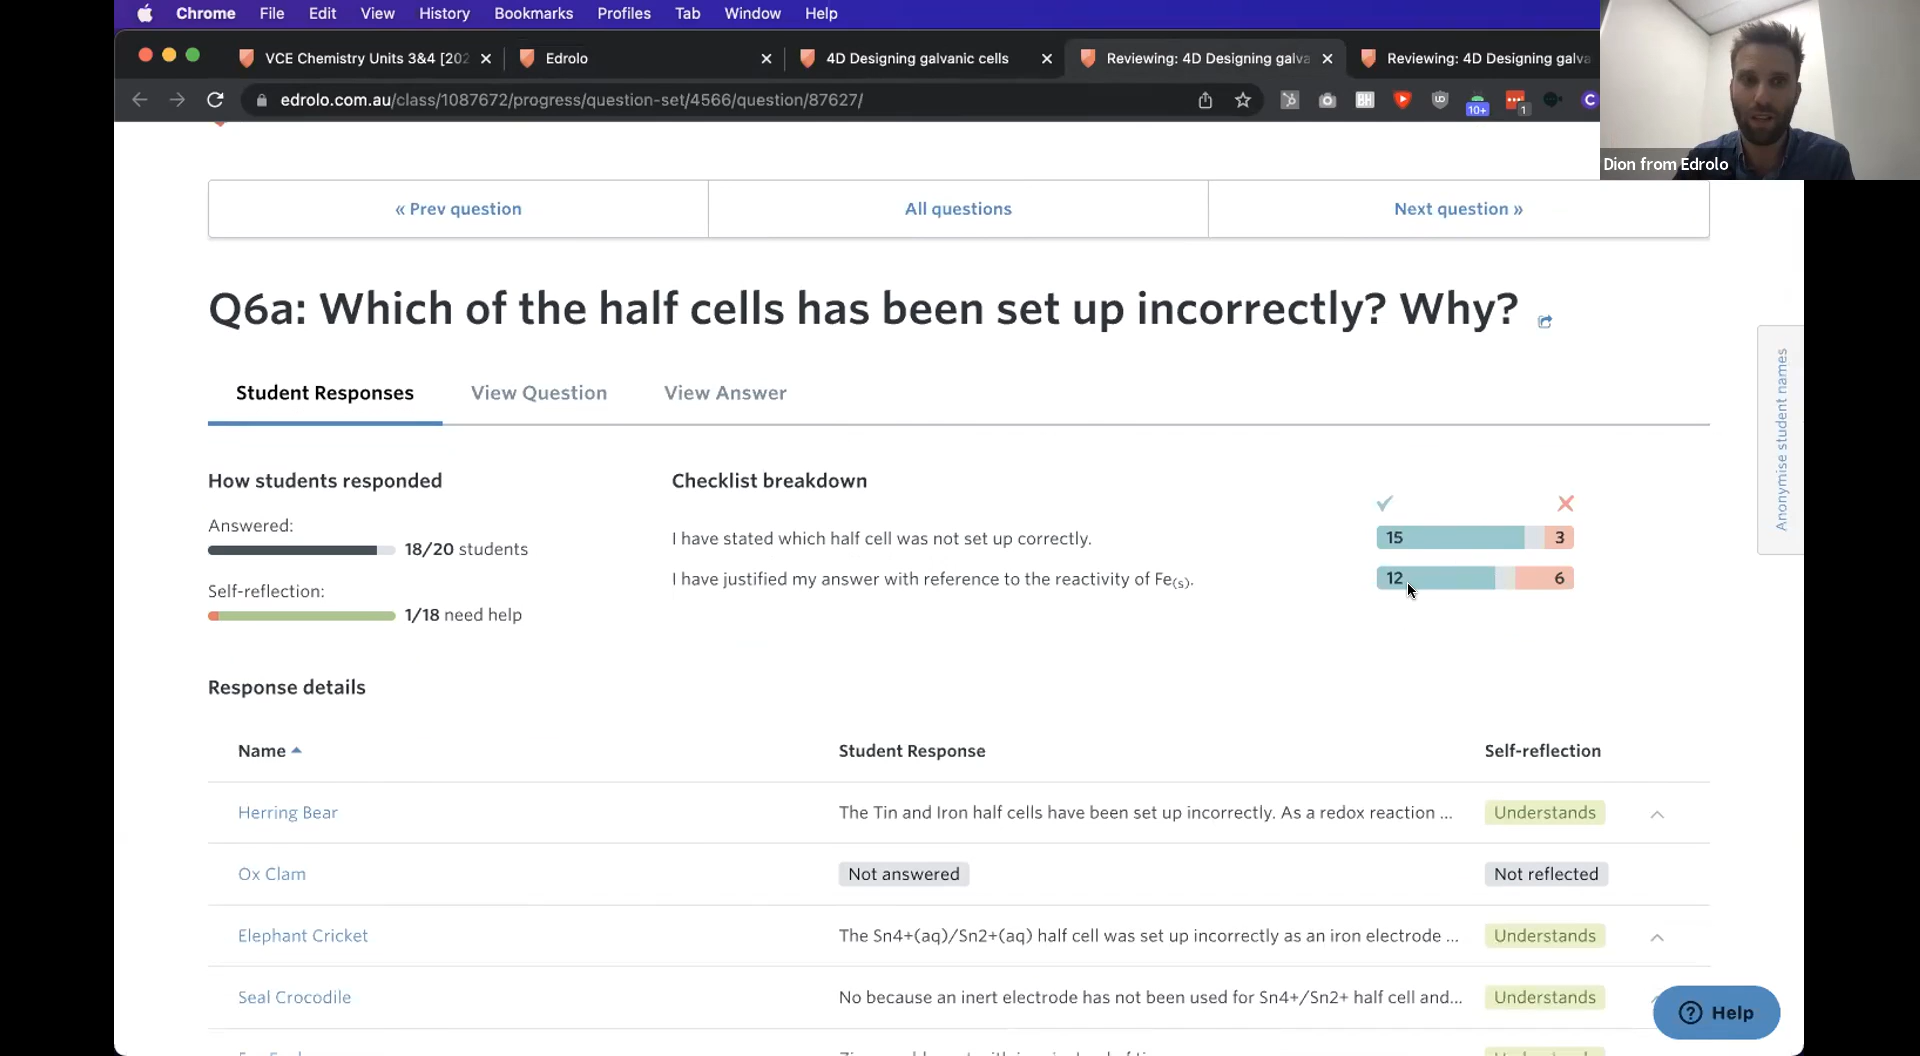 Chrome File Edit View History Bookmarks Profiles Tab Window Help
VCE Chemistry Units 3&4 [202
Edrolo
4D Designing galvanic cells
Reviewing: 4D Designing galva
Reviewing: 4D Designing galva
edrolo.com.au/class/1087672/progress/question-set/4566/question/87627/
BH
UD
10+
1
C
Dion from Edrolo
« Prev question
All questions
Next question »
Q6a: Which of the half cells has been set up incorrectly? Why?
Anonymise student names
Student Responses
View Question
View Answer
How students responded
Answered:
18/20 students
Self-reflection:
1/18 need help
Checklist breakdown
I have stated which half cell was not set up correctly.
15 3
I have justified my answer with reference to the reactivity of Fe(s).
12 6
Response details
Name Student Response Self-reflection
Herring Bear The Tin and Iron half cells have been set up incorrectly. As a redox reaction ... Understands
Ox Clam Not answered Not reflected
Elephant Cricket The Sn4+(aq)/Sn2+(aq) half cell was set up incorrectly as an iron electrode ... Understands
Seal Crocodile No because an inert electrode has not been used for Sn4+/Sn2+ half cell and... Understands
Help